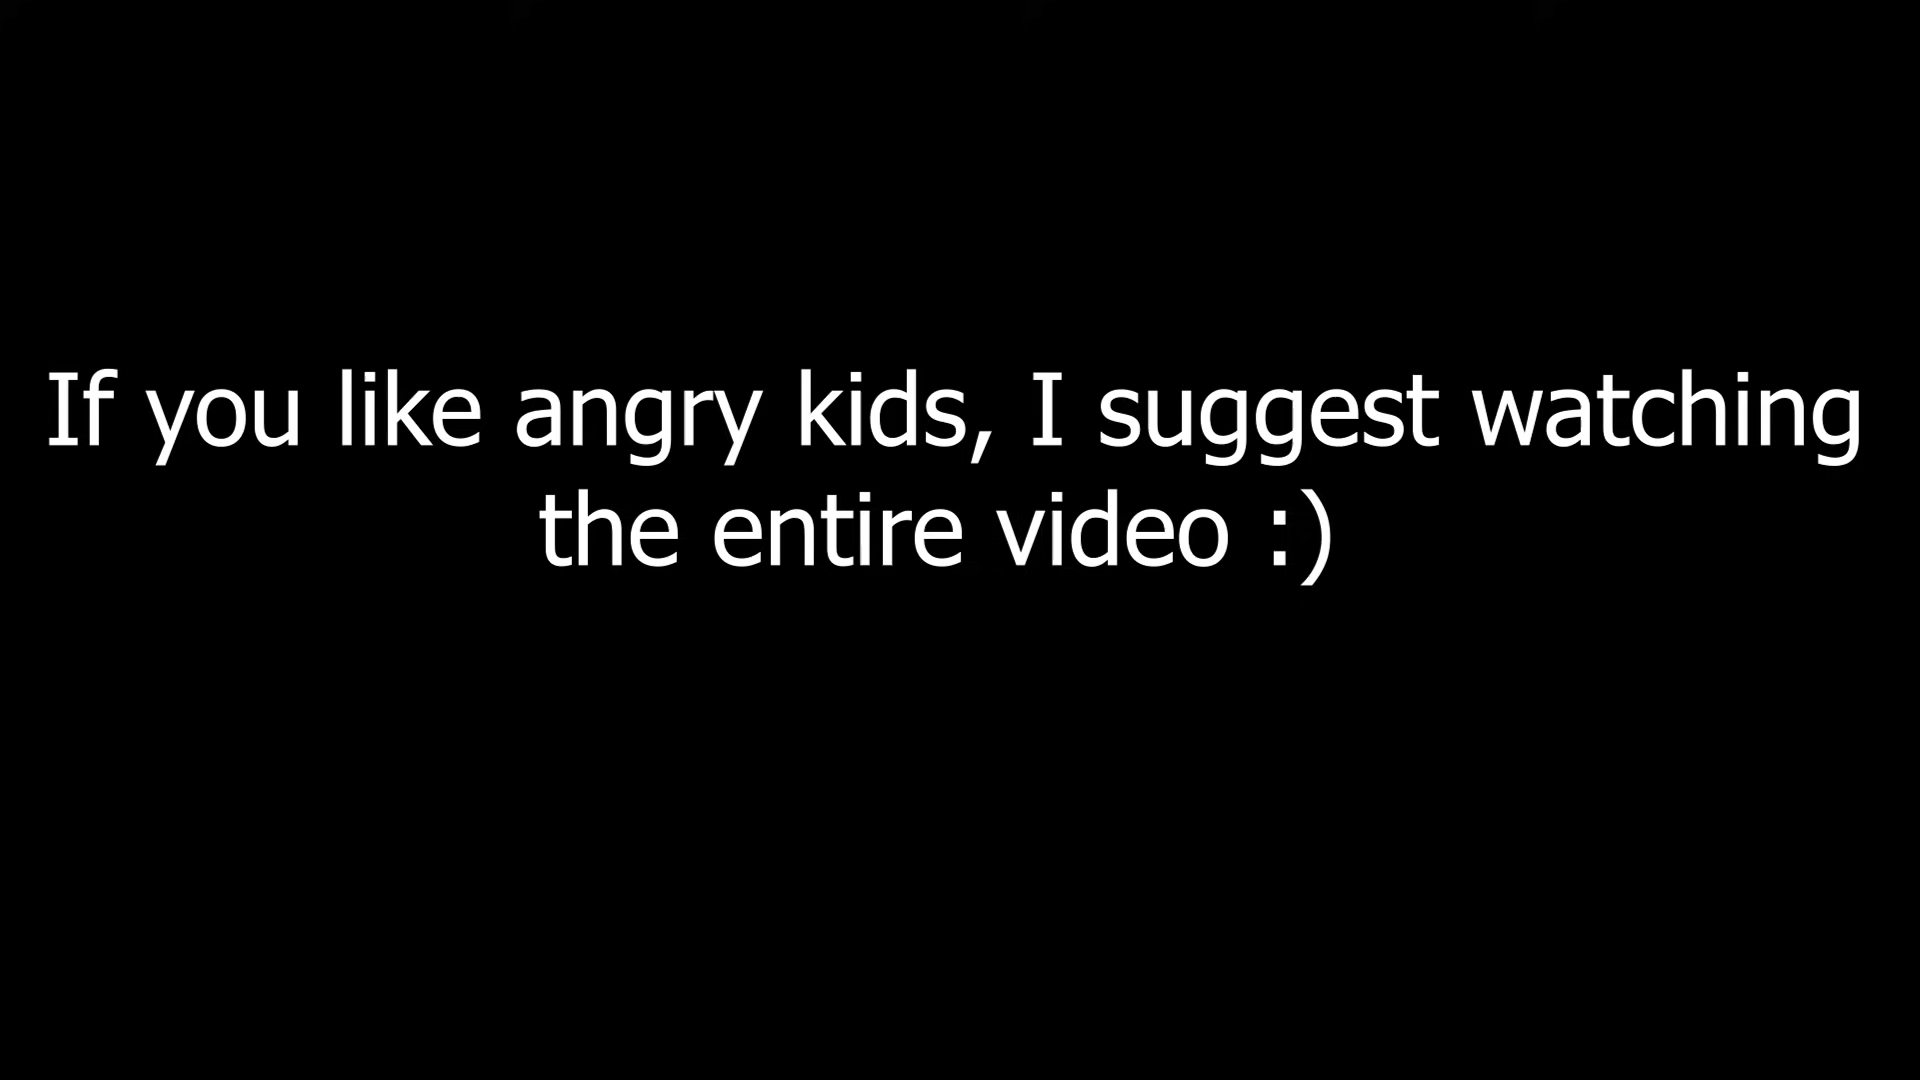 If you like angry kids, I suggest watching
the entire video :)